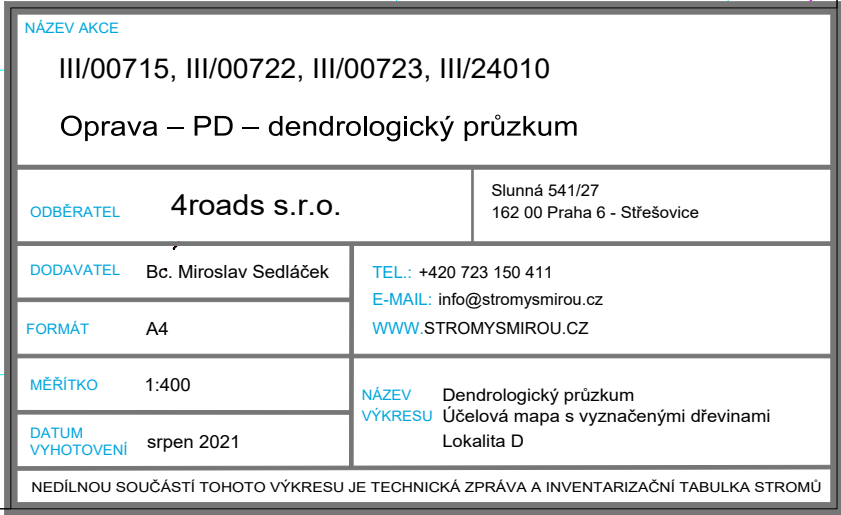 NÁZEV AKCE
III/00715, III/00722, III/00723, III/24010
Oprava – PD – dendrologický průzkum
ODBĚRATEL 4roads s.r.o.
Slunná 541/27
162 00 Praha 6 - Střešovice
DODAVATEL Bc. Miroslav Sedláček
TEL.: +420 723 150 411
E-MAIL: info@stromysmirou.cz
WWW.STROMYSMIROU.CZ
FORMÁT A4
MĚŘÍTKO 1:400
NÁZEV VÝKRESU
Dendrologický průzkum
Účelová mapa s vyznačenými dřevinami
Lokalita D
DATUM
VYHOTOVENÍ srpen 2021
NEDÍLNOU SOUČÁSTÍ TOHOTO VÝKRESU JE TECHNICKÁ ZPRÁVA A INVENTARIZAČNÍ TABULKA STROMŮ